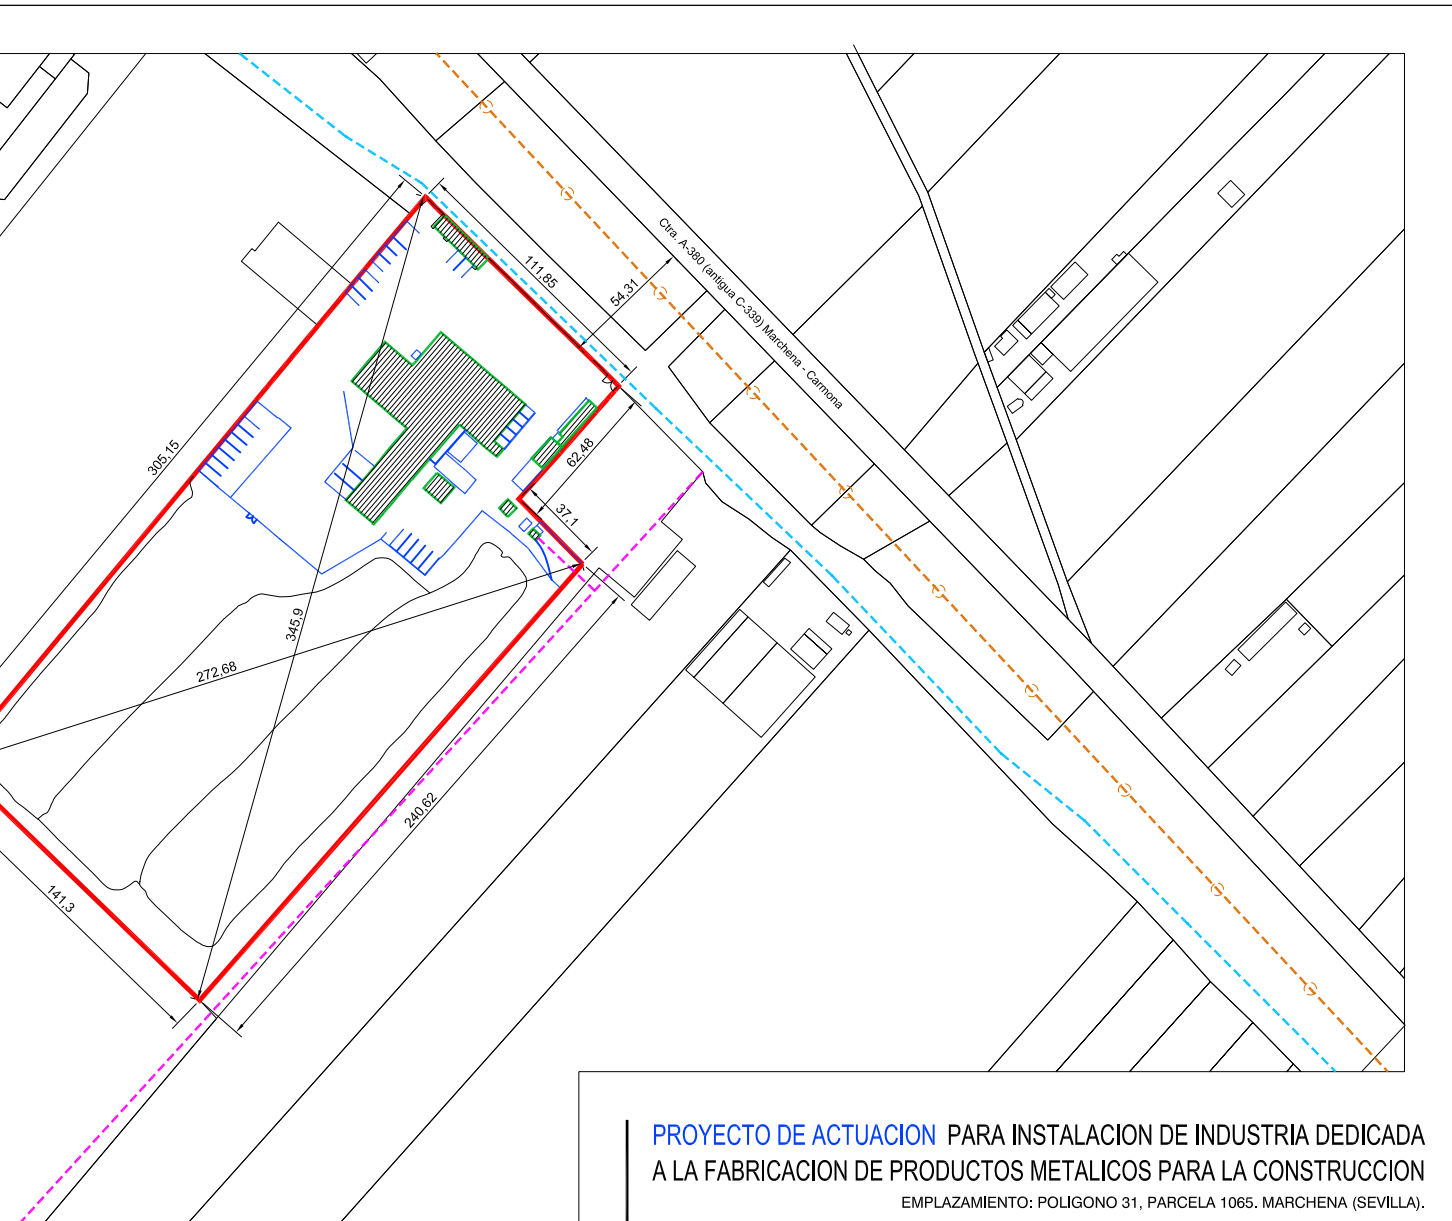 111,85
54,31
Ctra. A-380 (antigua C-339) Marchena - Carmona
305,15
62,48
37,1
345,9
272,68
240,62
141,3
PROYECTO DE ACTUACION PARA INSTALACION DE INDUSTRIA DEDICADA
A LA FABRICACION DE PRODUCTOS METALICOS PARA LA CONSTRUCCION
EMPLAZAMIENTO: POLIGONO 31, PARCELA 1065. MARCHENA (SEVILLA).